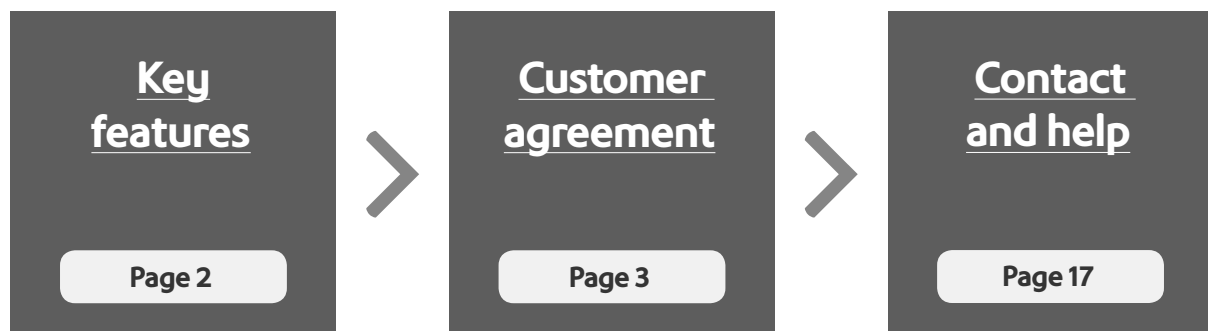 Key
features
Page 2
Customer
agreement
Page 3
Contact
and help
Page 17